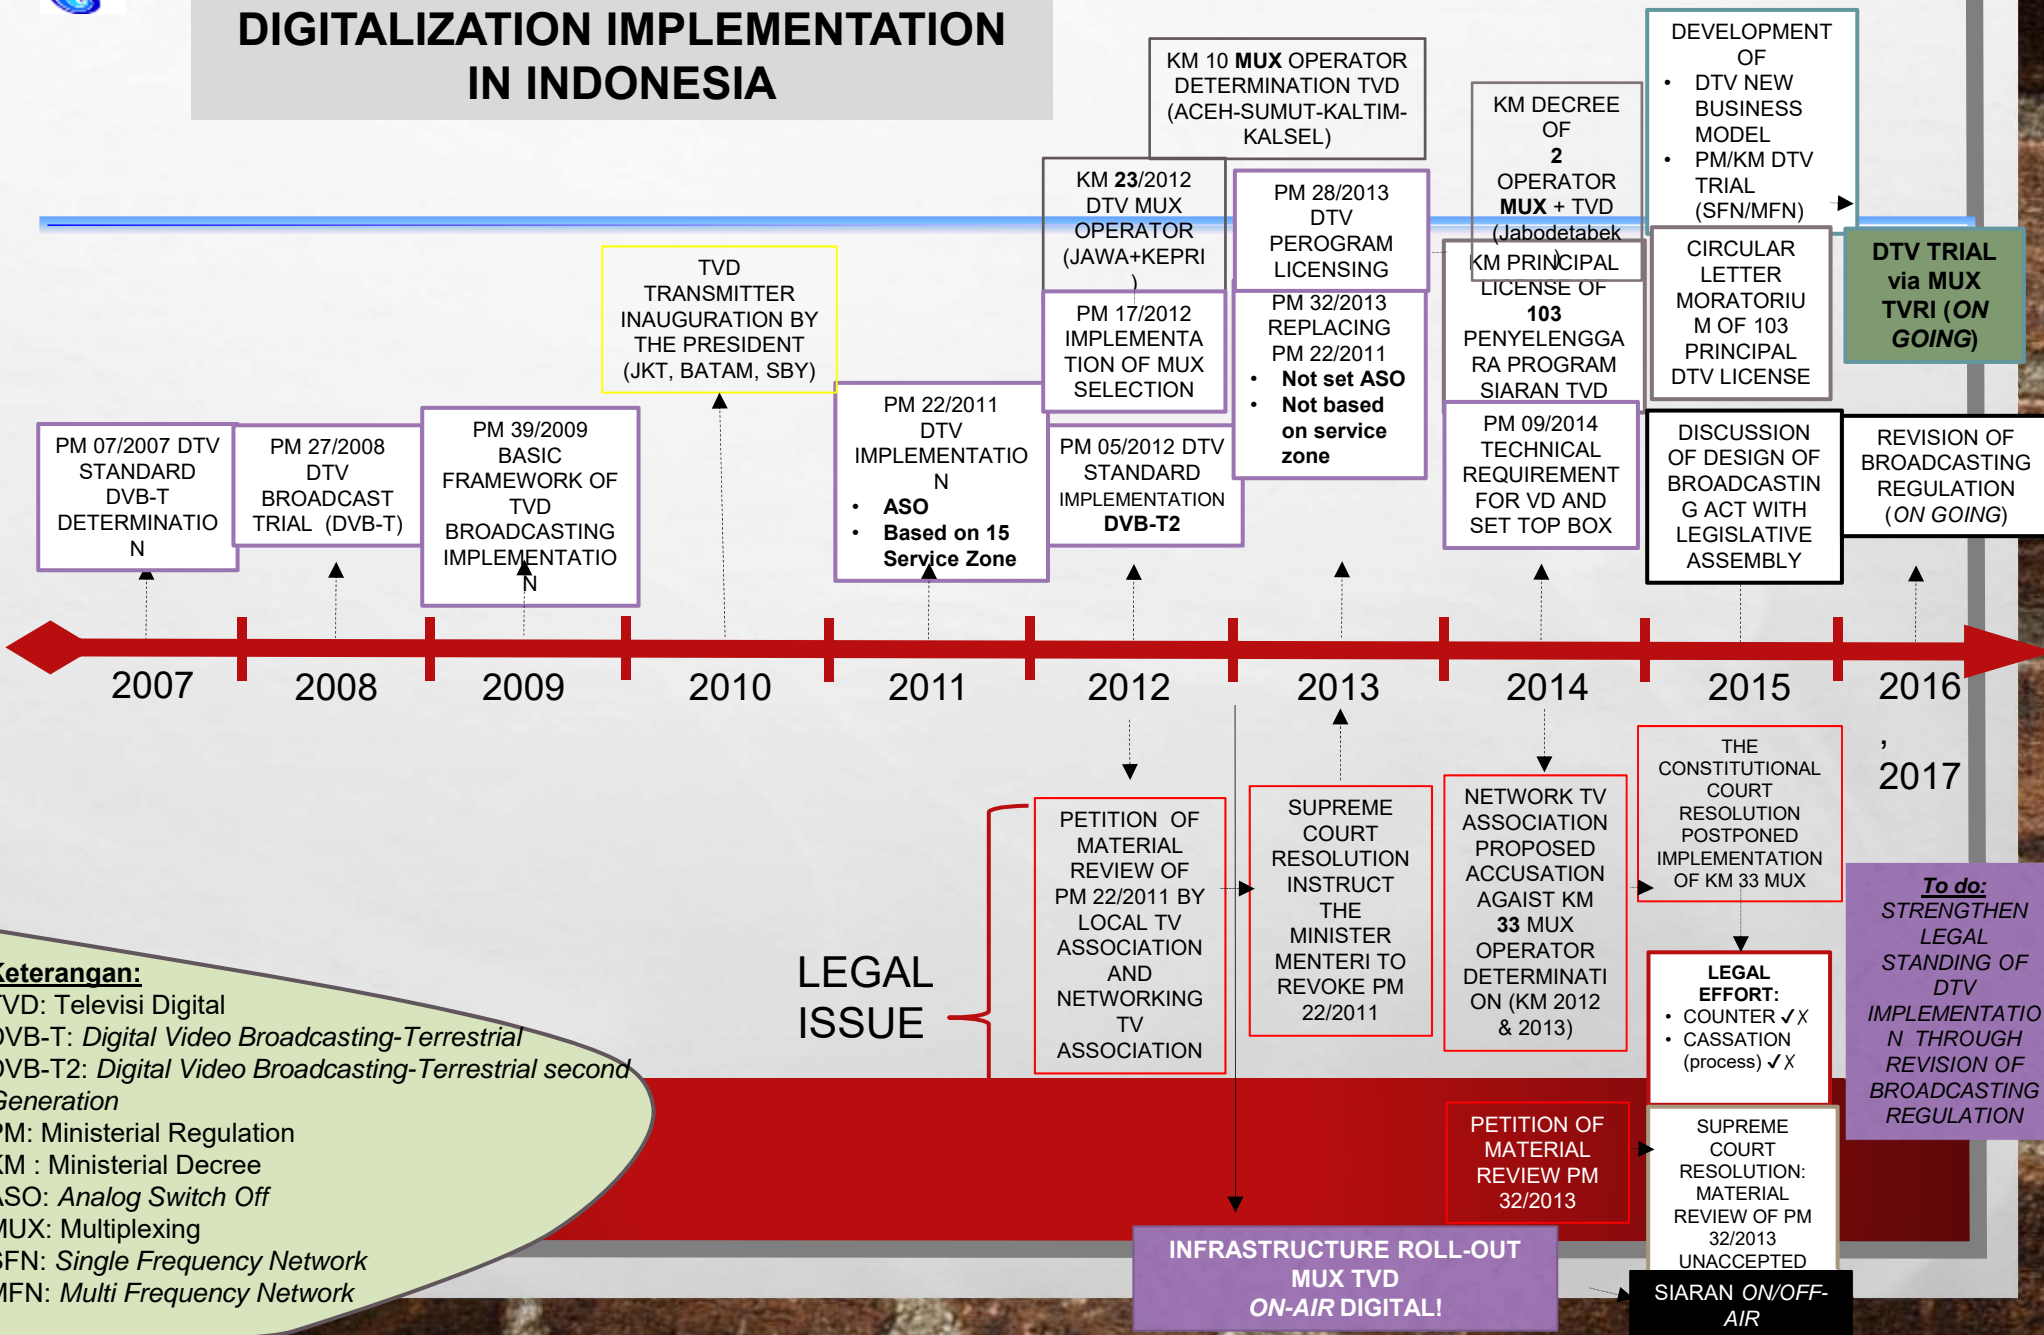 DIGITALIZATION IMPLEMENTATION
IN INDONESIA
KM 10 MUX OPERATOR
DETERMINATION TVD
(ACEH-SUMUT-KALTIM-
KALSEL)
KM DECREE
OF
2
OPERATOR
MUX + TVD
(Jabodetabek
)
DEVELOPMENT
OF
• DTV NEW
BUSINESS
MODEL
• PM/KM DTV
TRIAL
(SFN/MFN)
KM 23/2012
DTV MUX
OPERATOR
(JAWA+KEPRI
)
PM 28/2013
DTV
PEROGRAM
LICENSING
TVD
TRANSMITTER
INAUGURATION BY
THE PRESIDENT
(JKT, BATAM, SBY)
KM PRINCIPAL
LICENSE OF
103
PENYELENGGA
RA PROGRAM
SIARAN TVD
CIRCULAR
LETTER
MORATORIU
M OF 103
PRINCIPAL
DTV LICENSE
DTV TRIAL
via MUX
TVRI (ON
GOING)
PM 17/2012
IMPLEMENTA
TION OF MUX
SELECTION
PM 32/2013
REPLACING
PM 22/2011
• Not set ASO
• Not based
on service
zone
PM 07/2007 DTV
STANDARD
DVB-T
DETERMINATIO
N
PM 27/2008
DTV
BROADCAST
TRIAL (DVB-T)
PM 39/2009
BASIC
FRAMEWORK OF
TVD
BROADCASTING
IMPLEMENTATIO
N
PM 22/2011
DTV
IMPLEMENTATIO
N
• ASO
• Based on 15
Service Zone
PM 05/2012 DTV
STANDARD
IMPLEMENTATION
DVB-T2
PM 09/2014
TECHNICAL
REQUIREMENT
FOR VD AND
SET TOP BOX
DISCUSSION
OF DESIGN OF
BROADCASTIN
G ACT WITH
LEGISLATIVE
ASSEMBLY
REVISION OF
BROADCASTING
REGULATION
(ON GOING)
2007
2008
2009
2010
2011
2012
2013
2014
2015
2016
,
2017
LEGAL
ISSUE
PETITION OF
MATERIAL
REVIEW OF
PM 22/2011 BY
LOCAL TV
ASSOCIATION
AND
NETWORKING
TV
ASSOCIATION
SUPREME
COURT
RESOLUTION
INSTRUCT
THE
MINISTER
MENTERI TO
REVOKE PM
22/2011
NETWORK TV
ASSOCIATION
PROPOSED
ACCUSATION
AGAIST KM
33 MUX
OPERATOR
DETERMINATI
ON (KM 2012
& 2013)
THE
CONSTITUTIONAL
COURT
RESOLUTION
POSTPONED
IMPLEMENTATION
OF KM 33 MUX
LEGAL
EFFORT:
• COUNTER ✓X
• CASSATION
(process) ✓X
To do:
STRENGTHEN
LEGAL
STANDING OF
DTV
IMPLEMENTATIO
N THROUGH
REVISION OF
BROADCASTING
REGULATION
PETITION OF
MATERIAL
REVIEW PM
32/2013
SUPREME
COURT
RESOLUTION:
MATERIAL
REVIEW OF PM
32/2013
UNACCEPTED
INFRASTRUCTURE ROLL-OUT
MUX TVD
ON-AIR DIGITAL!
SIARAN ON/OFF-
AIR
Keterangan:
TVD: Televisi Digital
DVB-T: Digital Video Broadcasting-Terrestrial
DVB-T2: Digital Video Broadcasting-Terrestrial second
Generation
PM: Ministerial Regulation
KM : Ministerial Decree
ASO: Analog Switch Off
MUX: Multiplexing
SFN: Single Frequency Network
MFN: Multi Frequency Network